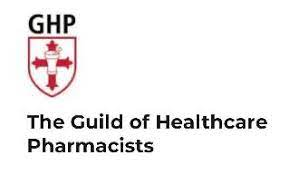 GHP
The Guild of Healthcare
Pharmacists